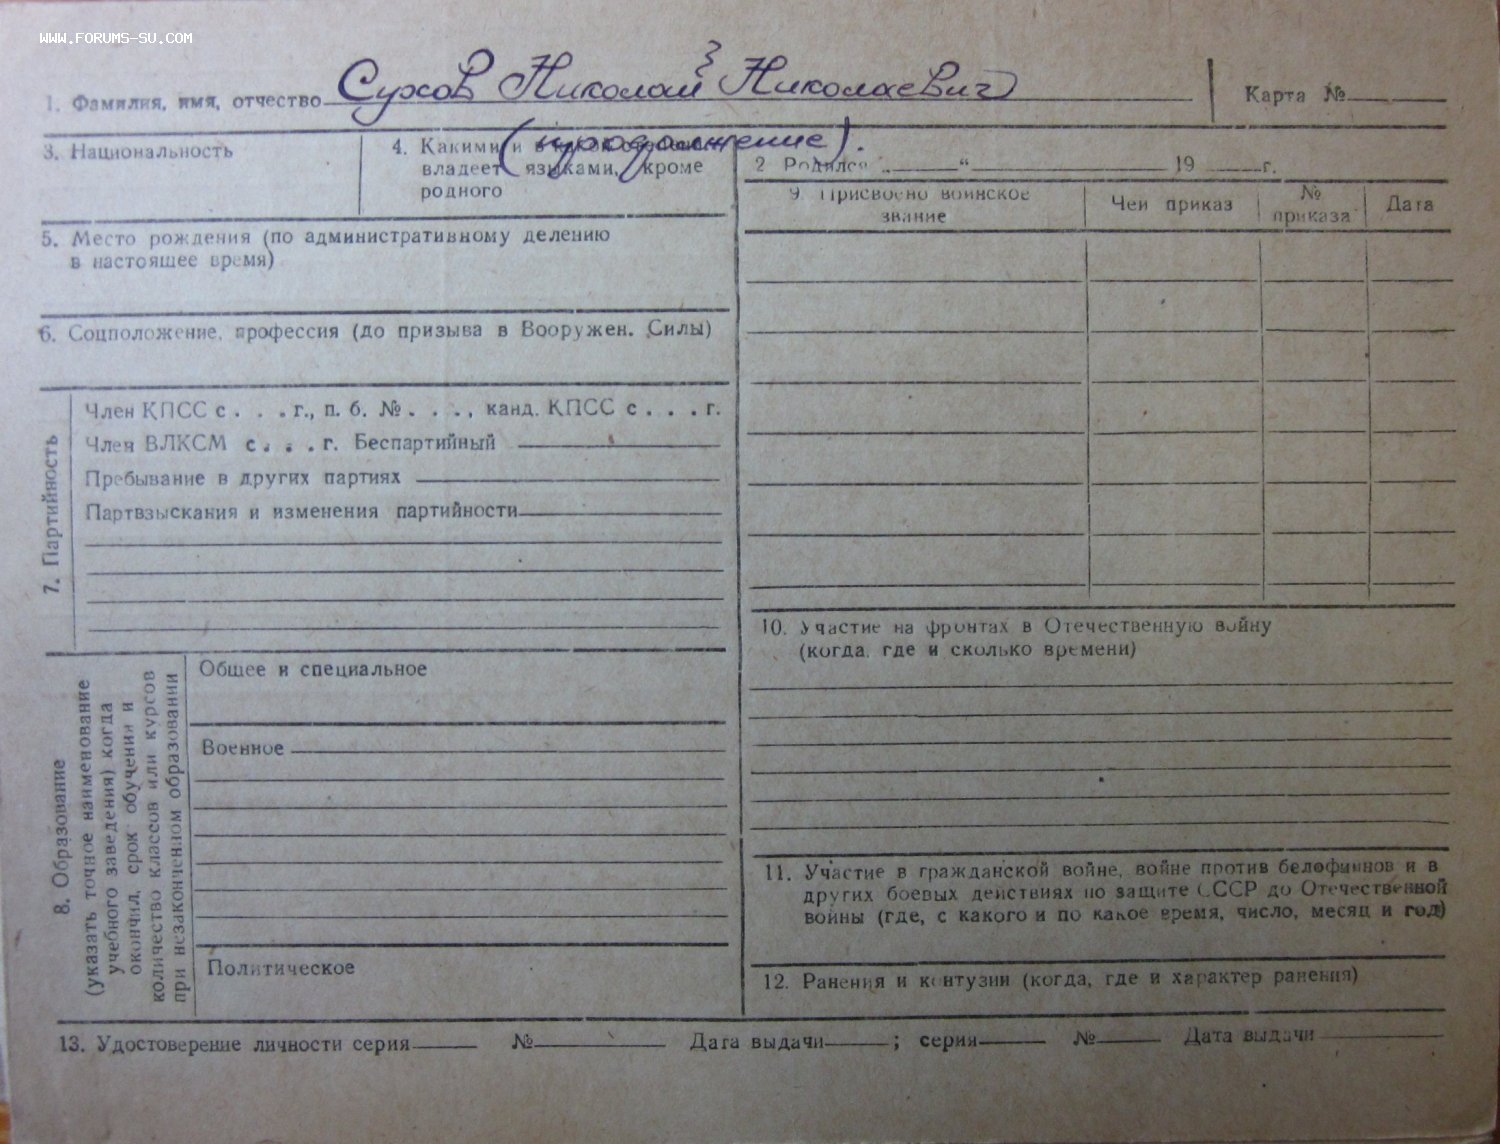 WWW.FORUMS-SU.COM
1. Фамилия, имя, отчество Сухов Николай Николаевич
Карта №
(продолжение).
3. Национальность
4. Какими и в какой степени
владеет языками, кроме
родного
2 Родился „ “ 19 г.
5. Место рождения (по административному делению
в настоящее время)
6. Соцположение, профессия (до призыва в Вооружен. Силы)
7. Партийность
Член КПСС с . . . г., п. б. № . . . , канд. КПСС с . . . г.
Член ВЛКСМ с . . . г. Беспартийный
Пребывание в других партиях
Партвзыскания и изменения партийности
8. Образование
(указать точное наименование
учебного заведения) когда
окончил, срок обучения и
количество классов или курсов
при незаконченном образовании
Общее и специальное
Военное
Политическое
9. Присвоено воинское
звание
Чей приказ
№
приказа
Дата
10. Участие на фронтах в Отечественную войну
(когда, где и сколько времени)
11. Участие в гражданской войне, войне против белофиннов и в
других боевых действиях по защите СССР до Отечественной
войны (где, с какого и по какое время, число, месяц и год)
12. Ранения и контузии (когда, где и характер ранения)
13. Удостоверение личности серия № Дата выдачи ; серия № Дата выдачи